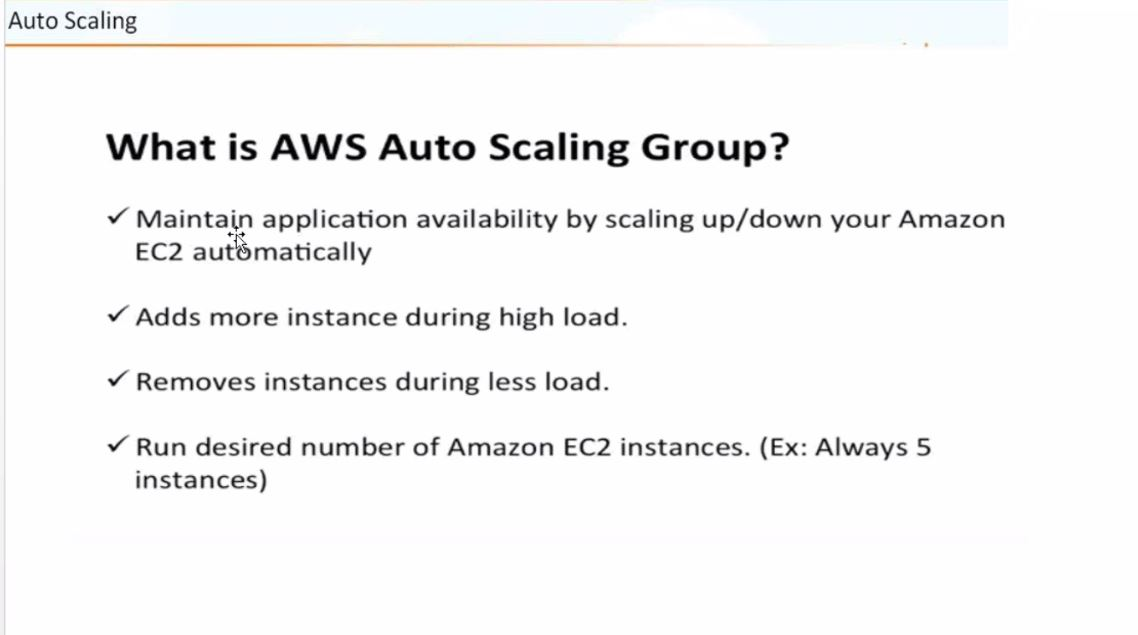 Auto Scaling
What is AWS Auto Scaling Group?
✓ Maintain application availability by scaling up/down your Amazon
EC2 automatically
✓ Adds more instance during high load.
✓ Removes instances during less load.
✓ Run desired number of Amazon EC2 instances. (Ex: Always 5
instances)